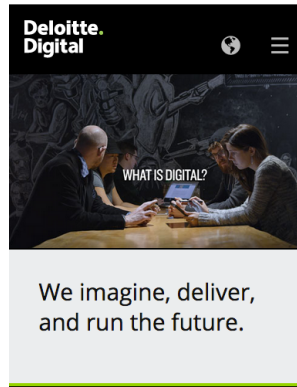 Deloitte.
Digital
WHAT IS DIGITAL?
We imagine, deliver,
and run the future.